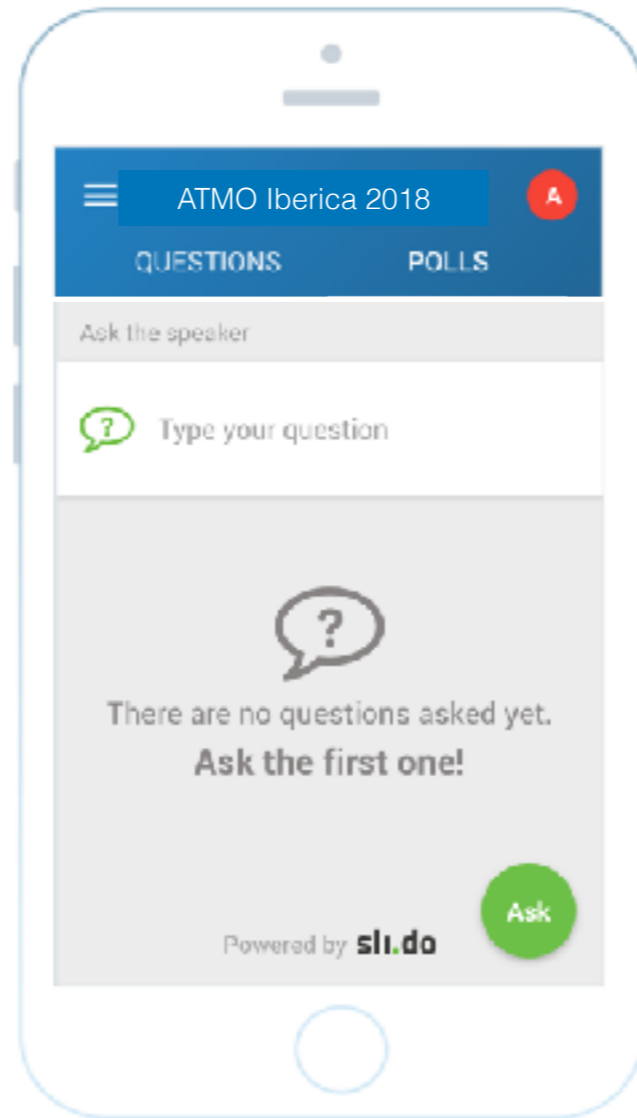 ATMO Iberica 2018
A
QUESTIONS POLLS
Ask the speaker
? Type your question
?
There are no questions asked yet.
Ask the first one!
Ask
Powered by sli.do